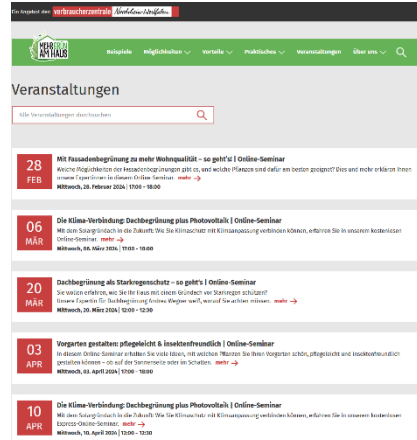 Ein Angebot der: verbraucherzentrale Nordrhein-Westfalen
MEHR GRÜN
AM HAUS
Beispiele Möglichkeiten Vorteile Praktisches Veranstaltungen Über uns
Veranstaltungen
Alle Veranstaltungen durchsuchen
28 FEB
Mit Fassadenbegrünung zu mehr Wohnqualität – so geht's! | Online-Seminar
Welche Möglichkeiten der Fassadenbegrünungen gibt es, und welche Pflanzen sind dafür am besten geeignet? Dies und mehr erklären Ihnen
unsere Expertinnen in diesem Online-Seminar. mehr →
Mittwoch, 28. Februar 2024 | 17:00 - 18:00
06 MÄR
Die Klima-Verbindung: Dachbegrünung plus Photovoltaik | Online-Seminar
Mit dem Solargründach in die Zukunft: Wie Sie Klimaschutz mit Klimaanpassung verbinden können, erfahren Sie in unserem kostenlosen
Online-Seminar. mehr →
Mittwoch, 06. März 2024 | 17:00 - 18:00
20 MÄR
Dachbegrünung als Starkregenschutz – so geht's | Online-Seminar
Sie wollen erfahren, wie Sie Ihr Haus mit einem Gründach vor Starkregen schützen?
Unsere Expertin für Dachbegrünung Andrea Wegner weiß, worauf Sie achten müssen. mehr →
Mittwoch, 20. März 2024 | 12:00 - 12:30
03 APR
Vorgarten gestalten: pflegeleicht & insektenfreundlich | Online-Seminar
In diesem Online-Seminar erhalten Sie viele Ideen, mit welchen Pflanzen Sie Ihren Vorgarten schön, pflegeleicht und insektenfreundlich
gestalten können – ob auf der Sonnenseite oder im Schatten. mehr →
Mittwoch, 03. April 2024 | 17:00 - 18:00
10 APR
Die Klima-Verbindung: Dachbegrünung plus Photovoltaik | Online-Seminar
Mit dem Solargründach in die Zukunft: Wie Sie Klimaschutz mit Klimaanpassung verbinden können, erfahren Sie in unserem kostenlosen
Express-Online-Seminar. mehr →
Mittwoch, 10. April 2024 | 12:00 - 12:30